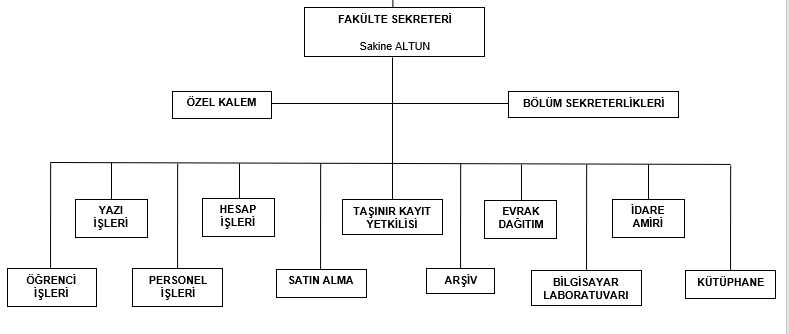 FAKÜLTE SEKRETERİ
Sakine ALTUN
ÖZEL KALEM
BÖLÜM SEKRETERLİKLERİ
YAZI
İŞLERİ
HESAP
İŞLERİ
TAŞINIR KAYIT
YETKİLİSİ
EVRAK
DAĞITIM
İDARE
AMİRİ
ÖĞRENCİ
İŞLERİ
PERSONEL
İŞLERİ
SATIN ALMA
ARŞİV
BİLGİSAYAR
LABORATUVARI
KÜTÜPHANE